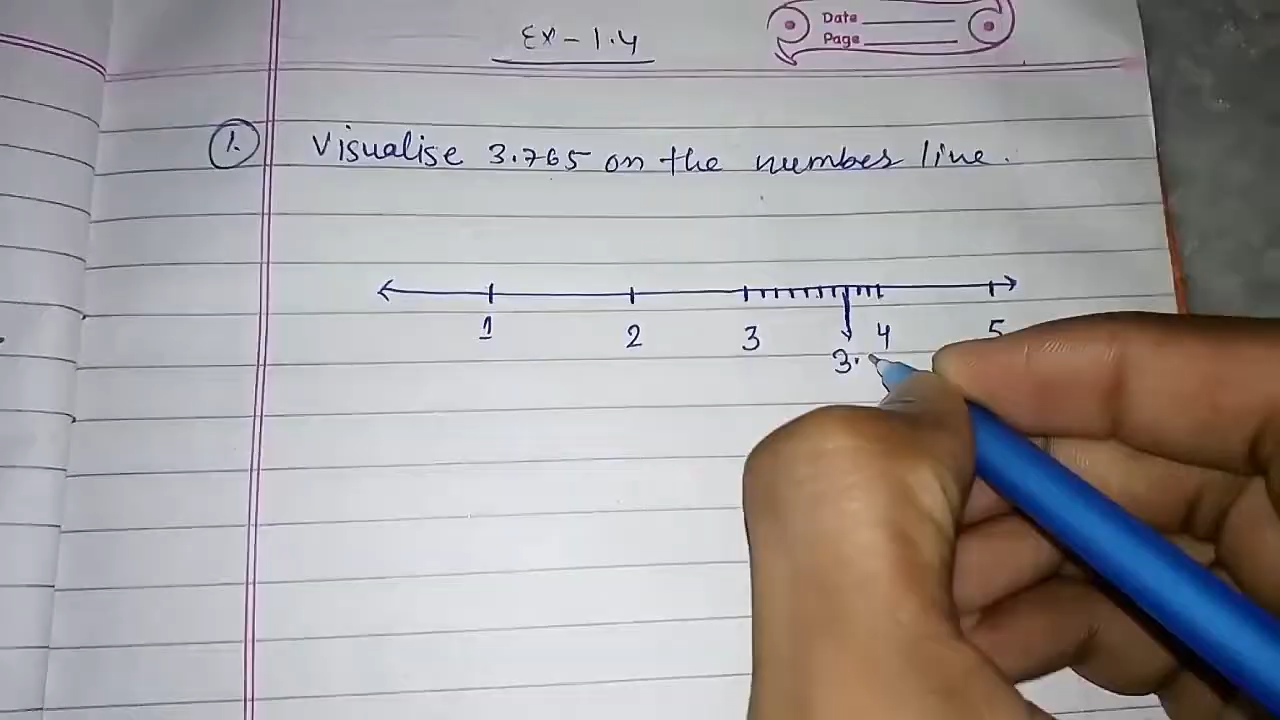 Date
Page
Ex - 1.4
1. Visualise 3.765 on the number line.
1 2 3 4 5
3.